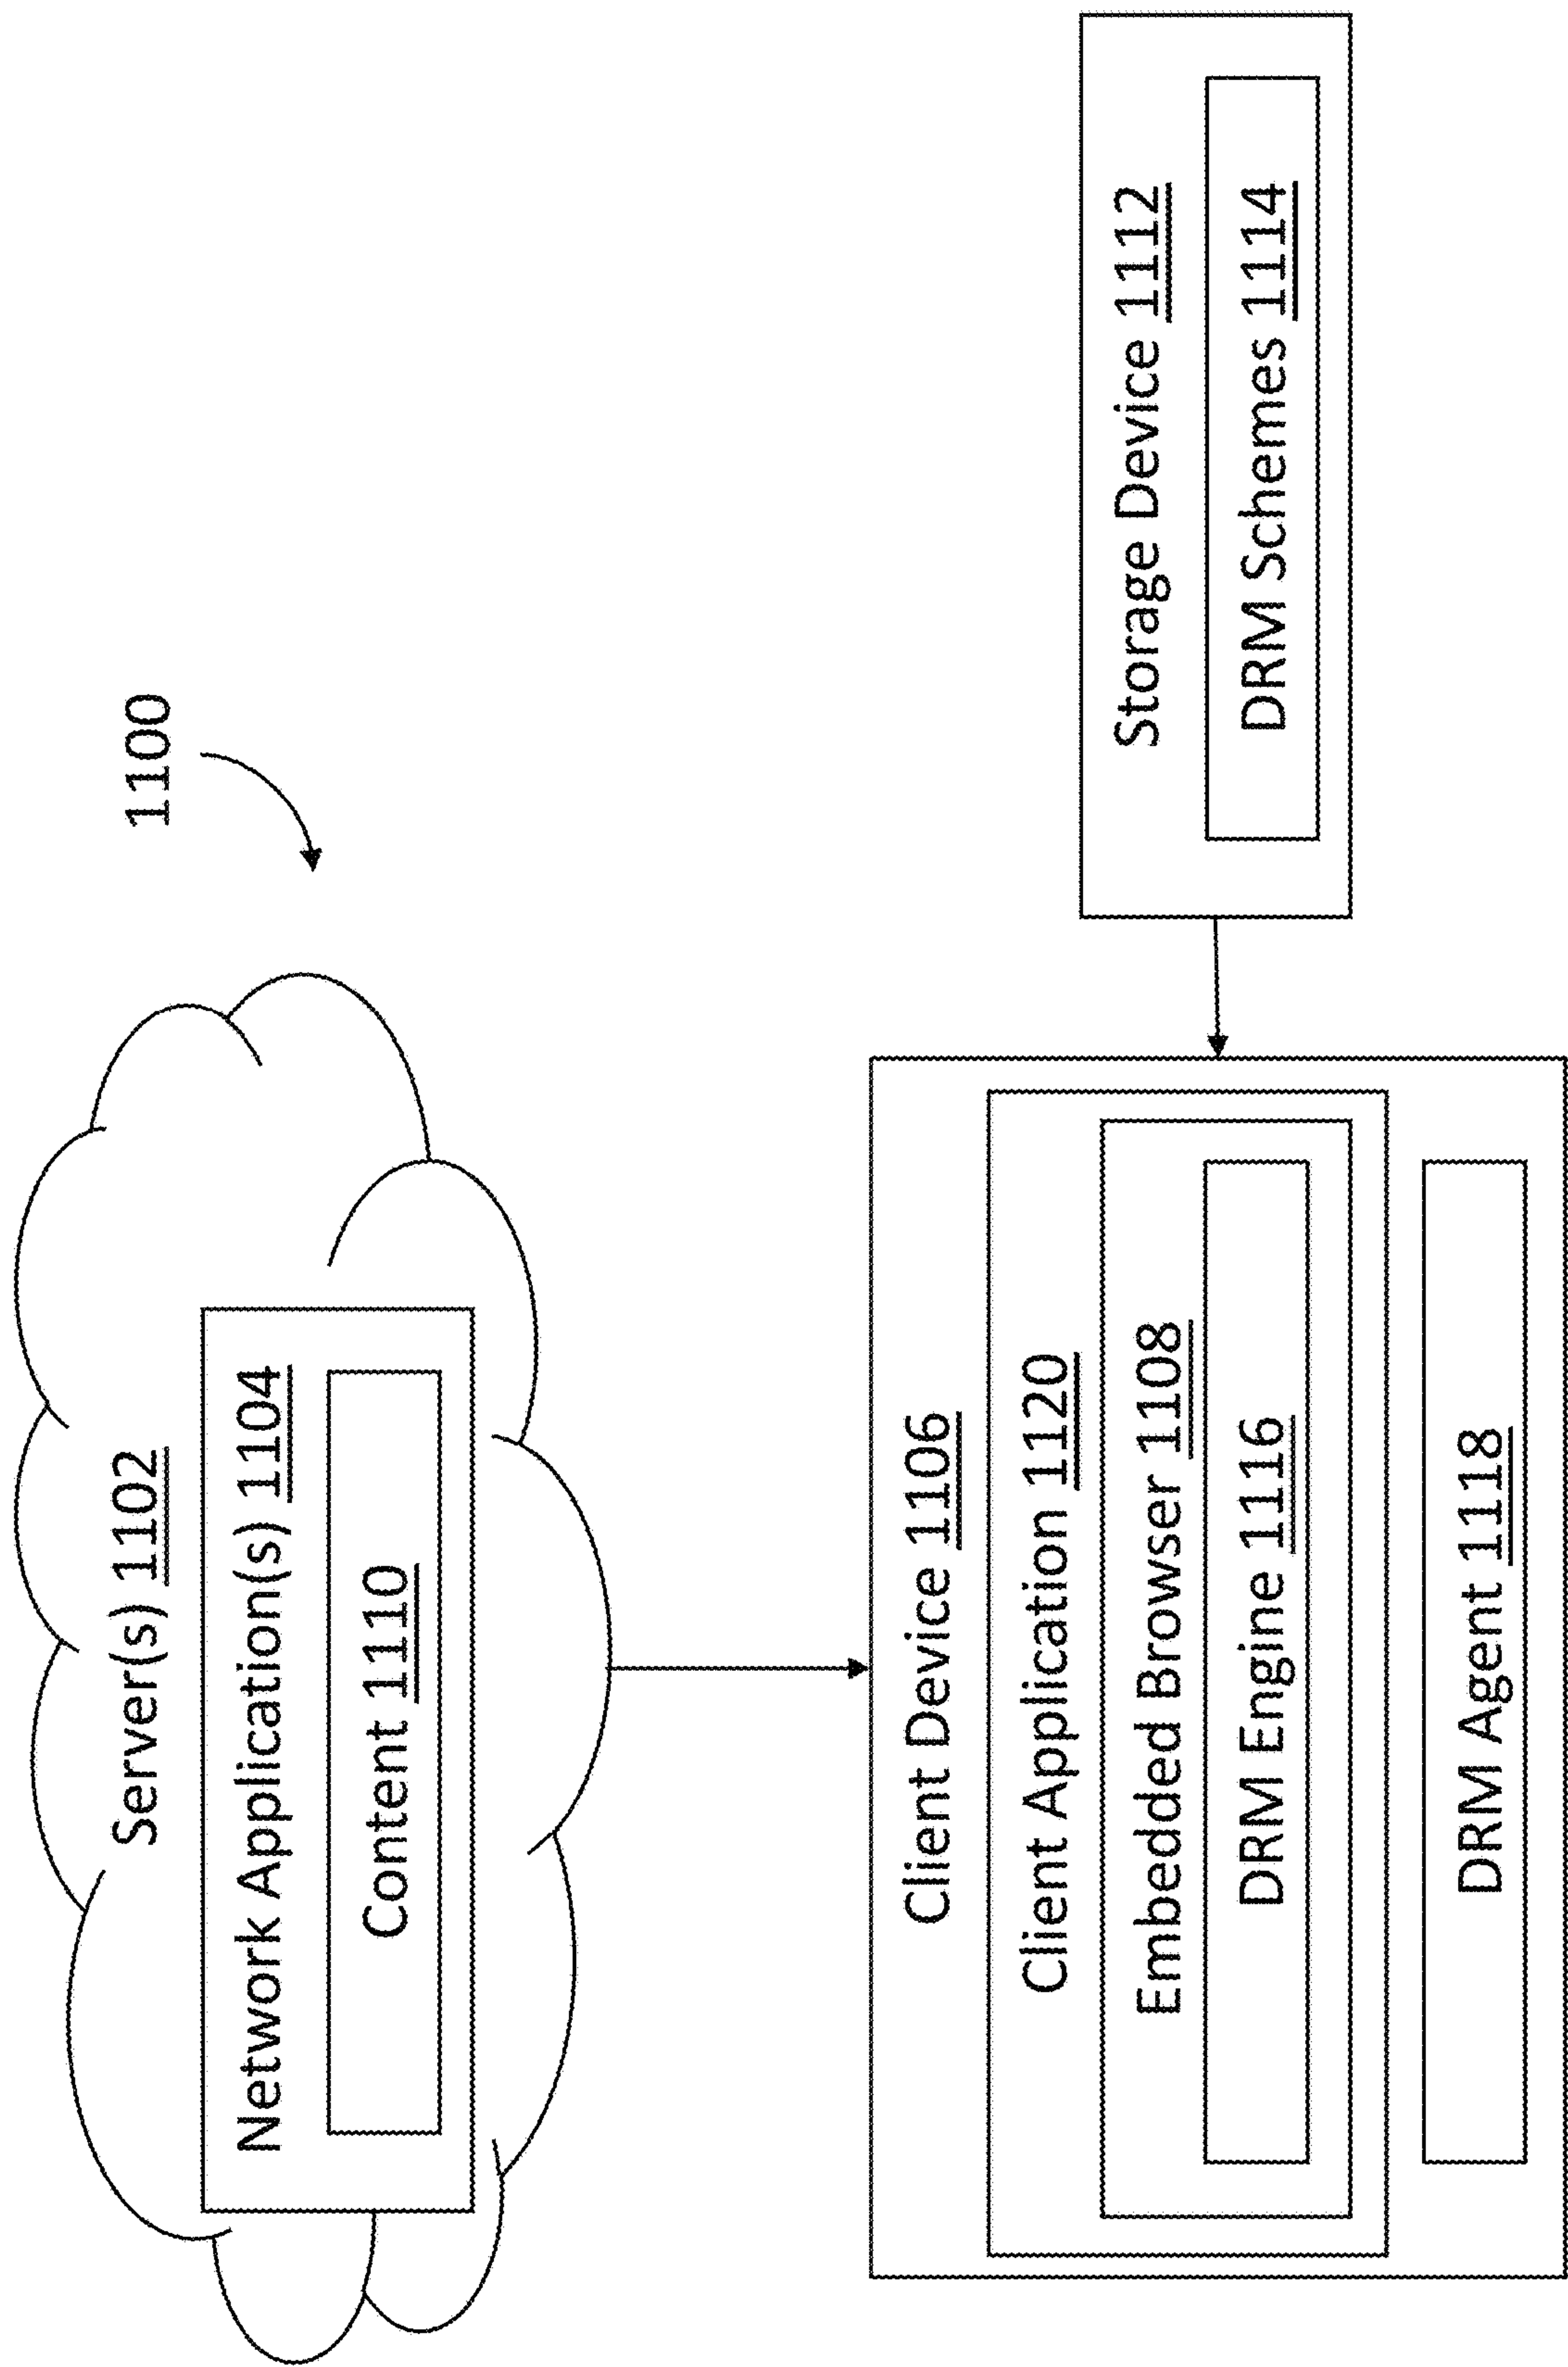 1100
Server(s) 1102
Network Application(s) 1104
Content 1110
Client Device 1106
Client Application 1120
Embedded Browser 1108
DRM Engine 1116
DRM Agent 1118
Storage Device 1112
DRM Schemes 1114